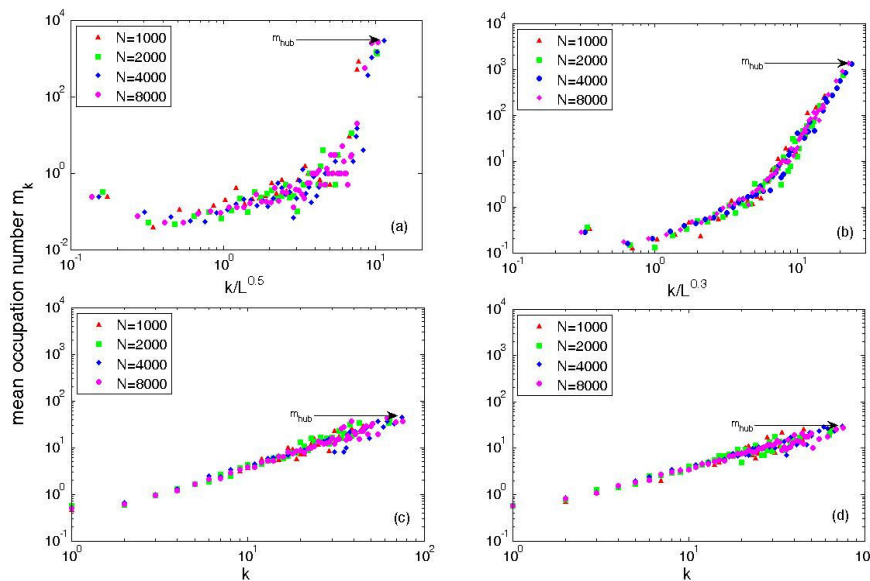 mean occupation number m_k
10^4
10^2
10^0
10^-2
N=1000
N=2000
N=4000
N=8000
m_hub
(a)
10^-1
10^0
10^1
k/L^0.5
10^4
10^3
10^2
10^1
10^0
10^-1
N=1000
N=2000
N=4000
N=8000
m_hub
(b)
10^-1
10^0
10^1
k/L^0.3
10^4
10^3
10^2
10^1
10^0
10^-1
N=1000
N=2000
N=4000
N=8000
m_hub
(c)
10^0
10^1
10^2
k
10^4
10^3
10^2
10^1
10^0
10^-1
N=1000
N=2000
N=4000
N=8000
m_hub
(d)
10^0
10^1
10
k